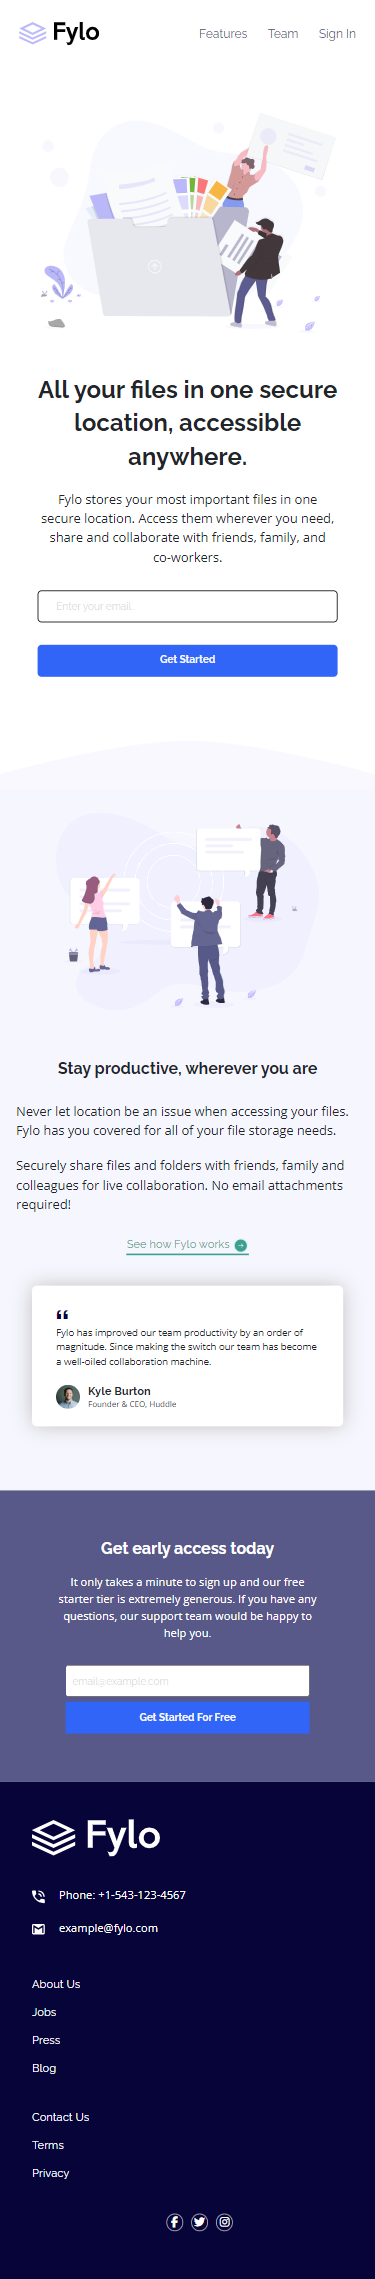 Fylo
Features Team Sign In
All your files in one secure
location, accessible
anywhere.
Fylo stores your most important files in one
secure location. Access them wherever you need,
share and collaborate with friends, family, and
co-workers.
Enter your email...
Get Started
Stay productive, wherever you are
Never let location be an issue when accessing your files.
Fylo has you covered for all of your file storage needs.
Securely share files and folders with friends, family and
colleagues for live collaboration. No email attachments
required!
See how Fylo works
“
Fylo has improved our team productivity by an order of
magnitude. Since making the switch our team has become
a well-oiled collaboration machine.
Kyle Burton
Founder & CEO, Huddle
Get early access today
It only takes a minute to sign up and our free
starter tier is extremely generous. If you have any
questions, our support team would be happy to
help you.
email@example.com
Get Started For Free
Fylo
Phone: +1-543-123-4567
example@fylo.com
About Us
Jobs
Press
Blog
Contact Us
Terms
Privacy